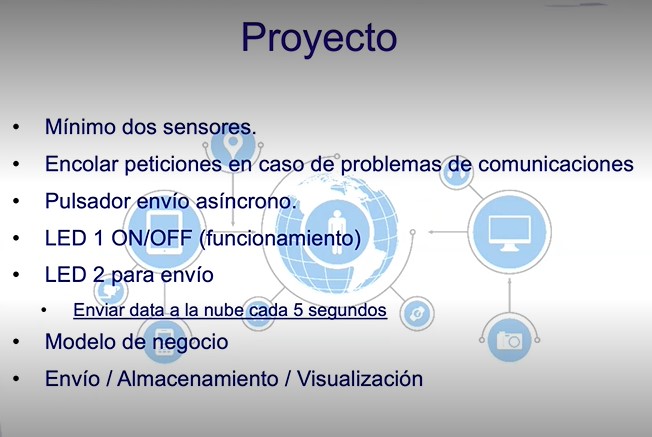 Proyecto
• Mínimo dos sensores.
• Encolar peticiones en caso de problemas de comunicaciones
• Pulsador envío asíncrono.
• LED 1 ON/OFF (funcionamiento)
• LED 2 para envío
• Enviar data a la nube cada 5 segundos
• Modelo de negocio
• Envío / Almacenamiento / Visualización